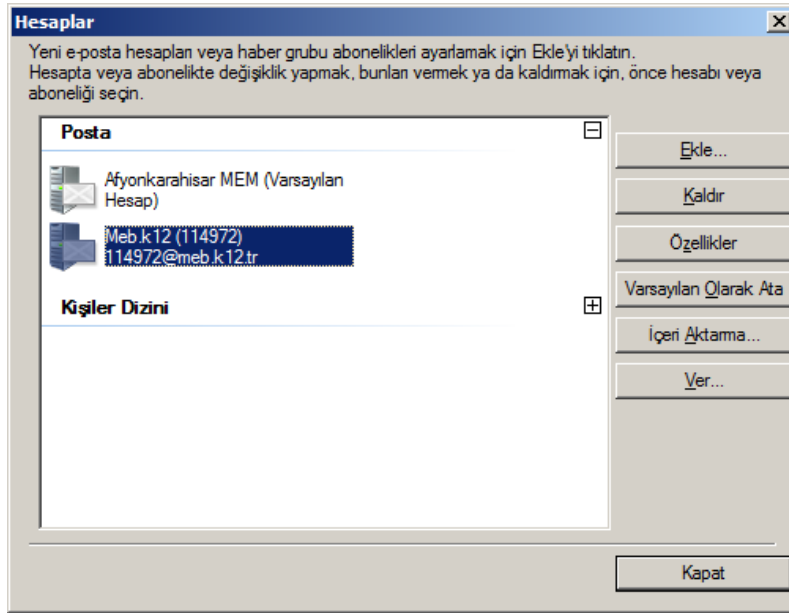 Hesaplar
Yeni e-posta hesapları veya haber grubu abonelikleri ayarlamak için Ekle'yi tıklatın.
Hesapta veya abonelikte değişiklik yapmak, bunları vermek ya da kaldırmak için, önce hesabı veya
aboneliği seçin.
Posta
Afyonkarahisar MEM (Varsayılan
Hesap)
Meb.k12 (114972)
114972@meb.k12.tr
Kişiler Dizini
Ekle...
Kaldır
Özellikler
Varsayılan Olarak Ata
İçeri Aktarma...
Ver...
Kapat